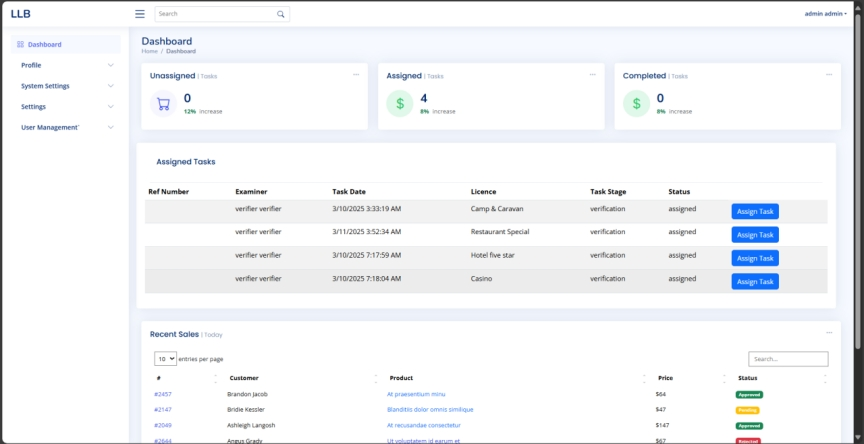 LLB
Search
admin admin
Dashboard
Profile
System Settings
Settings
User Management`
Dashboard
Home / Dashboard
Unassigned | Tasks
0
12% increase
Assigned | Tasks
4
8% increase
Completed | Tasks
0
8% increase
Assigned Tasks
Ref Number Examiner Task Date Licence Task Stage Status
verifier verifier 3/10/2025 3:33:19 AM Camp & Caravan verification assigned Assign Task
verifier verifier 3/11/2025 3:52:34 AM Restaurant Special verification assigned Assign Task
verifier verifier 3/10/2025 7:17:59 AM Hotel five star verification assigned Assign Task
verifier verifier 3/10/2025 7:18:04 AM Casino verification assigned Assign Task
Recent Sales | Today
10 entries per page
Search...
# Customer Product Price Status
#2457 Brandon Jacob At praesentium minu $64 Approved
#2147 Bridie Kessler Blanditiis dolor omnis similique $47 Pending
#2049 Ashleigh Langosh At recusandae consectetur $147 Approved
#2644 Angus Grady Ut voluptatem id earum et $67 Rejected